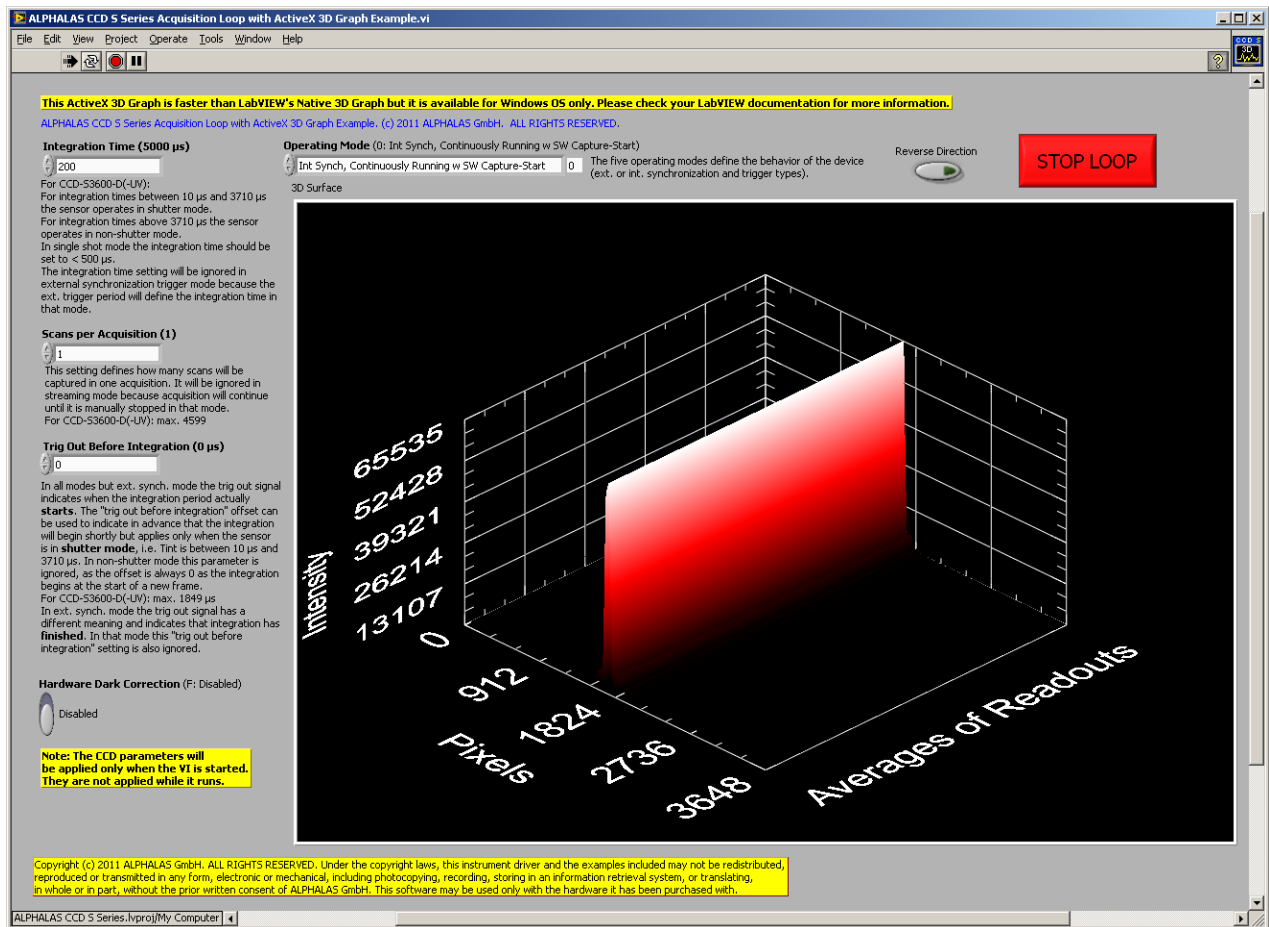 ALPHALAS CCD S Series Acquisition Loop with ActiveX 3D Graph Example.vi
File Edit View Project Operate Tools Window Help
CCD S
3D
This ActiveX 3D Graph is faster than LabVIEW's Native 3D Graph but it is available for Windows OS only. Please check your LabVIEW documentation for more information.
ALPHALAS CCD S Series Acquisition Loop with ActiveX 3D Graph Example. (c) 2011 ALPHALAS GmbH. ALL RIGHTS RESERVED.
Integration Time (5000 µs)
200
For CCD-S3600-D(-UV):
For integration times between 10 µs and 3710 µs
the sensor operates in shutter mode.
For integration times above 3710 µs the sensor
operates in non-shutter mode.
In single shot mode the integration time should be
set to < 500 µs.
The integration time setting will be ignored in
external synchronization trigger mode because the
ext. trigger period will define the integration time in
that mode.
Scans per Acquisition (1)
1
This setting defines how many scans will be
captured in one acquisition. It will be ignored in
streaming mode because acquisition will continue
until it is manually stopped in that mode.
For CCD-S3600-D(-UV): max. 4599
Trig Out Before Integration (0 µs)
0
In all modes but ext. synch. mode the trig out signal
indicates when the integration period actually
starts. The "trig out before integration" offset can
be used to indicate in advance that the integration
will begin shortly but applies only when the sensor
is in shutter mode, i.e. Tint is between 10 µs and
3710 µs. In non-shutter mode this parameter is
ignored, as the offset is always 0 as the integration
begins at the start of a new frame.
For CCD-S3600-D(-UV): max. 1849 µs
In ext. synch. mode the trig out signal has a
different meaning and indicates that integration has
finished. In that mode this "trig out before
integration" setting is also ignored.
Hardware Dark Correction (F: Disabled)
Disabled
Note: The CCD parameters will
be applied only when the VI is started.
They are not applied while it runs.
Operating Mode (0: Int Synch, Continuously Running w SW Capture-Start)
Int Synch, Continuously Running w SW Capture-Start 0
The five operating modes define the behavior of the device
(ext. or int. synchronization and trigger types).
Reverse Direction
STOP LOOP
3D Surface
65535
52428
39321
26214
13107
0
Intensity
912
1824
2736
3648
Pixels
Averages of Readouts
Copyright (c) 2011 ALPHALAS GmbH. ALL RIGHTS RESERVED. Under the copyright laws, this instrument driver and the examples included may not be redistributed,
reproduced or transmitted in any form, electronic or mechanical, including photocopying, recording, storing in an information retrieval system, or translating,
in whole or in part, without the prior written consent of ALPHALAS GmbH. This software may be used only with the hardware it has been purchased with.
ALPHALAS CCD S Series.lvproj/My Computer